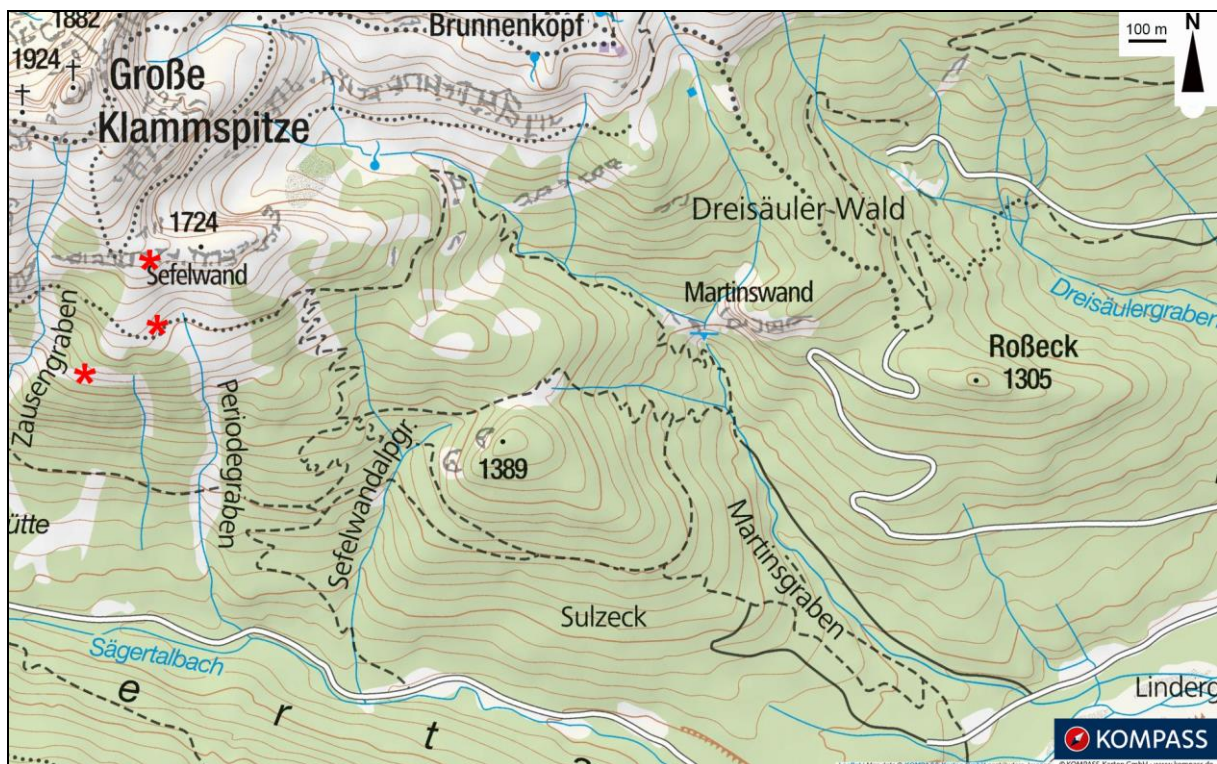 1882
Brunnenkopf
100 m
N
1924
Große
Klammspitze
1724
Sefelwand
Dreisäuler-Wald
Martinswand
Dreisäulergraben
Roßeck
1305
Zausengraben
Periodegraben
Sefelwandalpgr.
1389
Martinsgraben
ütte
Sulzeck
Sägertalbach
e
r
t
Linderg
KOMPASS